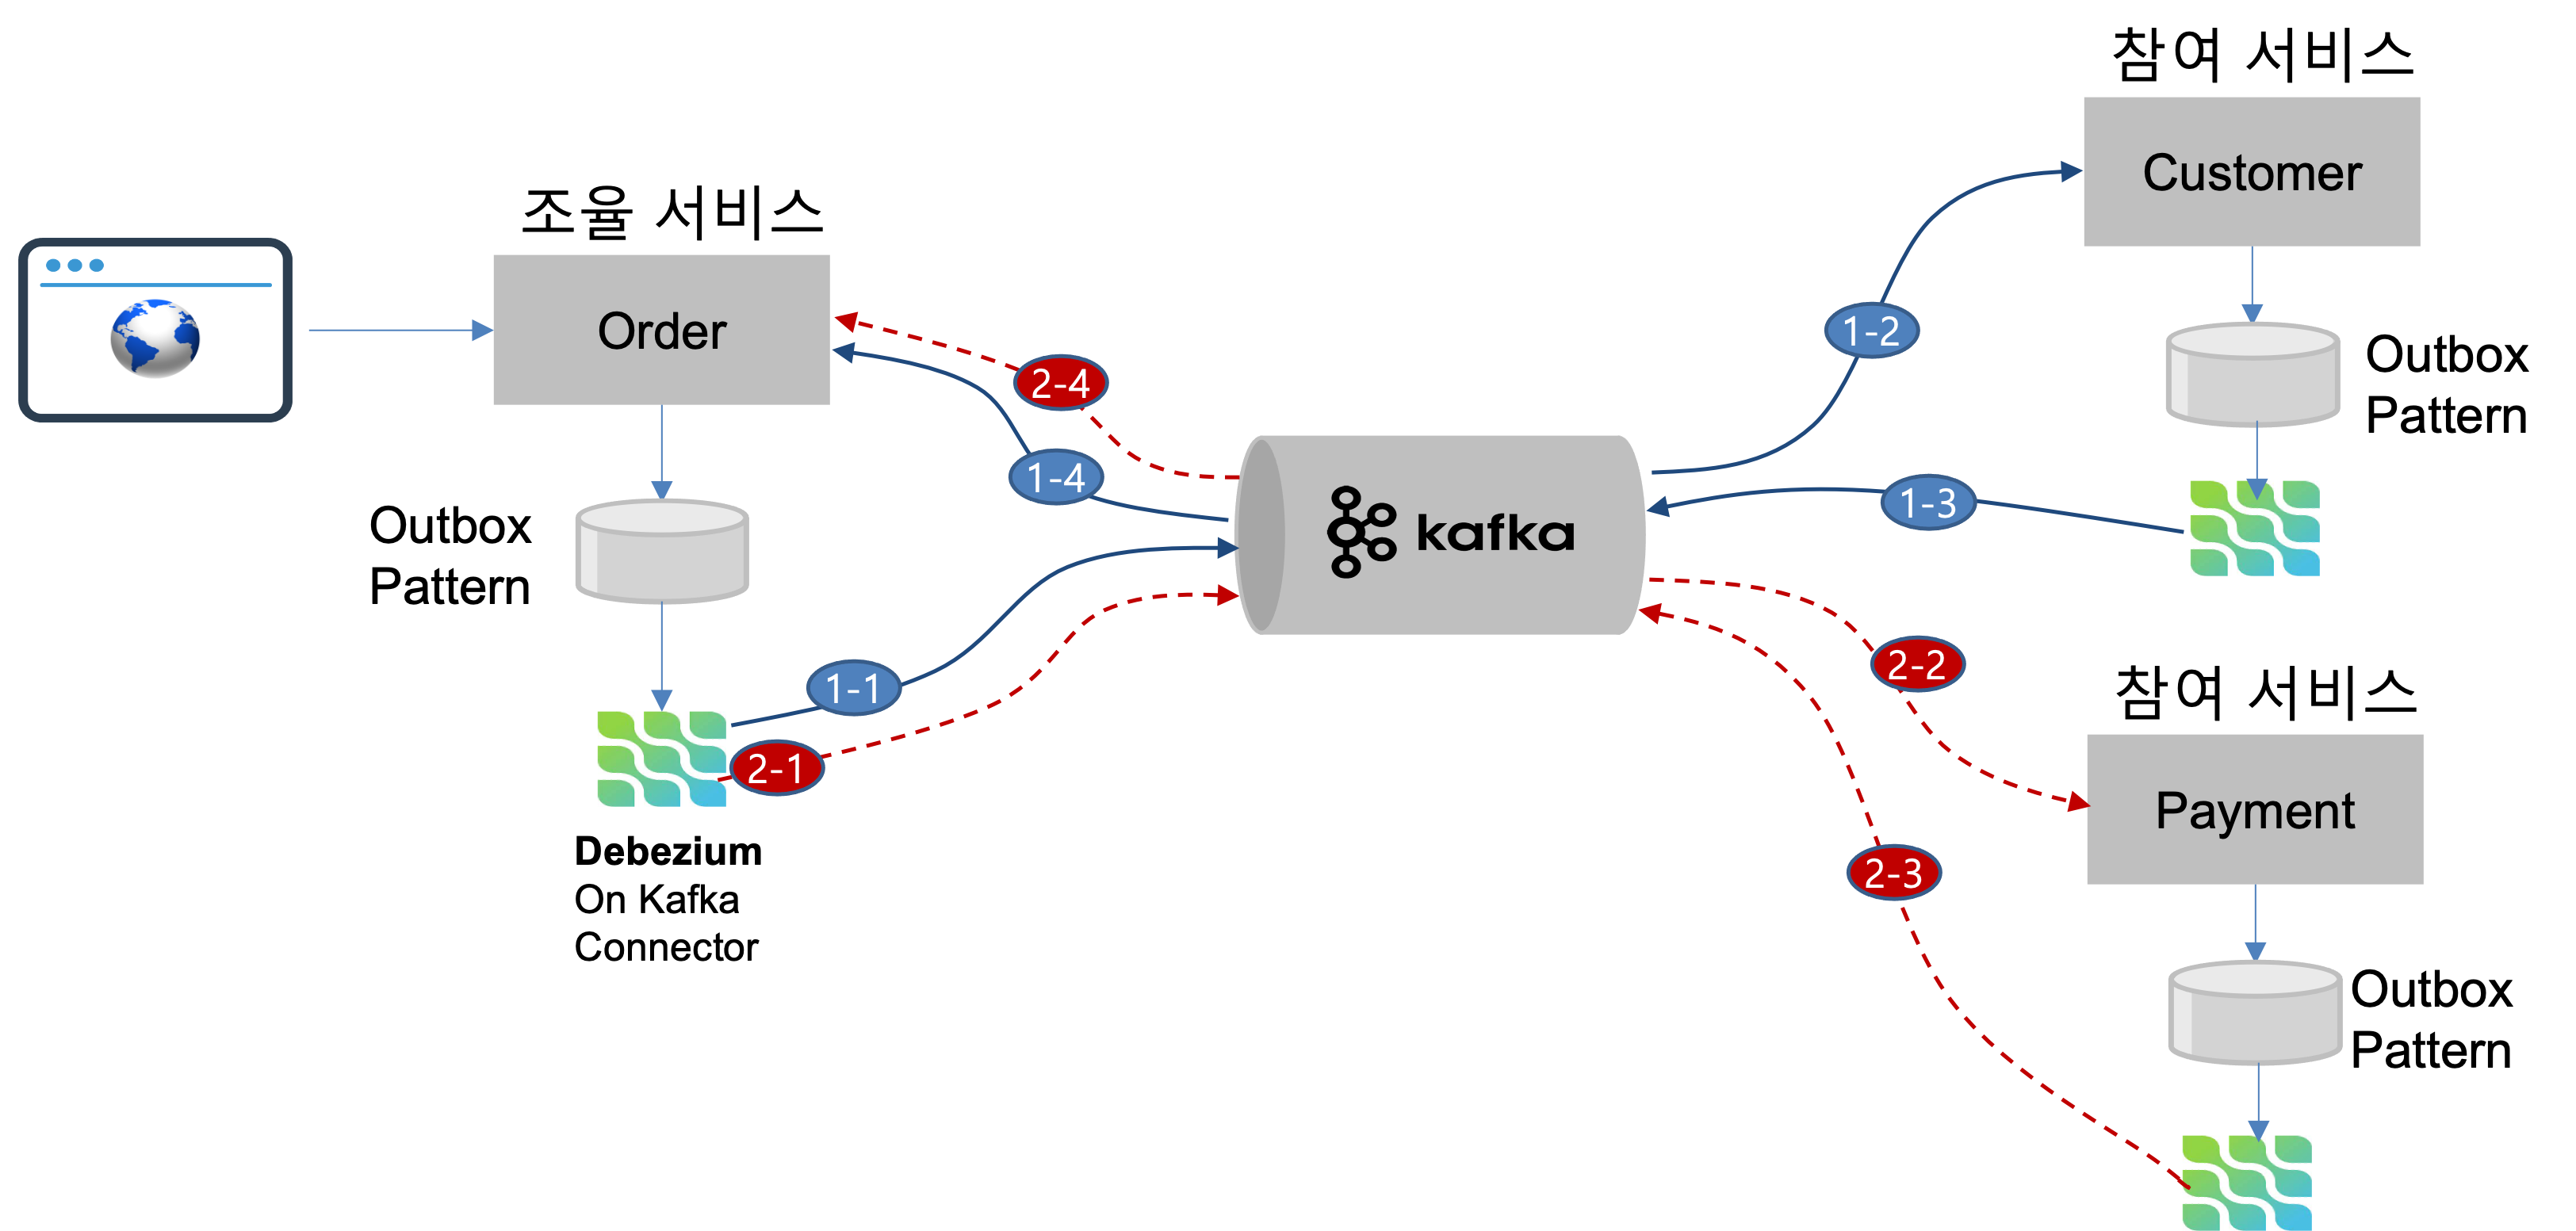 참여 서비스
Customer
조율 서비스
Order
1-2
Outbox
Pattern
2-4
1-4
1-3
kafka
Outbox
Pattern
1-1
2-1
2-2
참여 서비스
Payment
2-3
Debezium
On Kafka
Connector
Outbox
Pattern